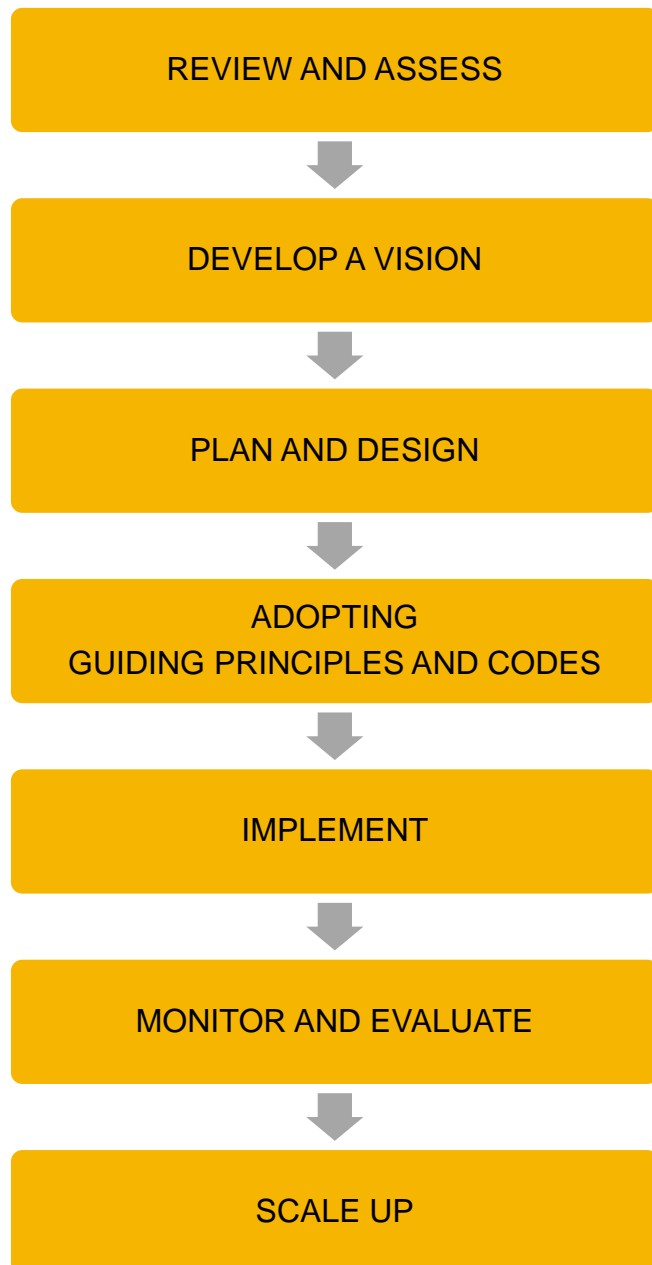 REVIEW AND ASSESS
DEVELOP A VISION
PLAN AND DESIGN
ADOPTING
GUIDING PRINCIPLES AND CODES
IMPLEMENT
MONITOR AND EVALUATE
SCALE UP